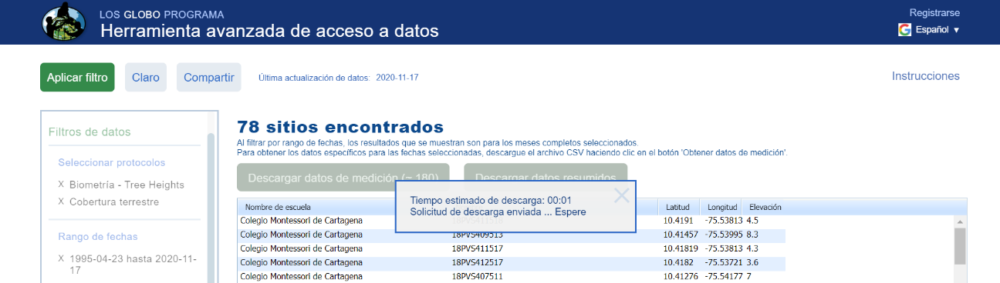 LOS GLOBO PROGRAMA
Herramienta avanzada de acceso a datos
Registrarse
Español ▼
Aplicar filtro
Claro
Compartir
Última actualización de datos: 2020-11-17
Instrucciones
Filtros de datos
Seleccionar protocolos
X Biometría - Tree Heights
X Cobertura terrestre
Rango de fechas
X 1995-04-23 hasta 2020-11-
17
78 sitios encontrados
Al filtrar por rango de fechas, los resultados que se muestran son para los meses completos seleccionados.
Para obtener los datos específicos para las fechas seleccionadas, descargue el archivo CSV haciendo clic en el botón 'Obtener datos de medición'.
Descargar datos de medición (~ 180)
Descargar datos resumidos
Tiempo estimado de descarga: 00:01
Solicitud de descarga enviada ... Espere
Nombre de escuela Latitud Longitud Elevación
Colegio Montessori de Cartagena 10.4191 -75.53813 4.5
Colegio Montessori de Cartagena 18PVS409513 10.41457 -75.53995 8.3
Colegio Montessori de Cartagena 18PVS411517 10.41819 -75.53813 4.3
Colegio Montessori de Cartagena 18PVS412517 10.4182 -75.53721 3.6
Colegio Montessori de Cartagena 18PVS407511 10.41276 -75.54177 7